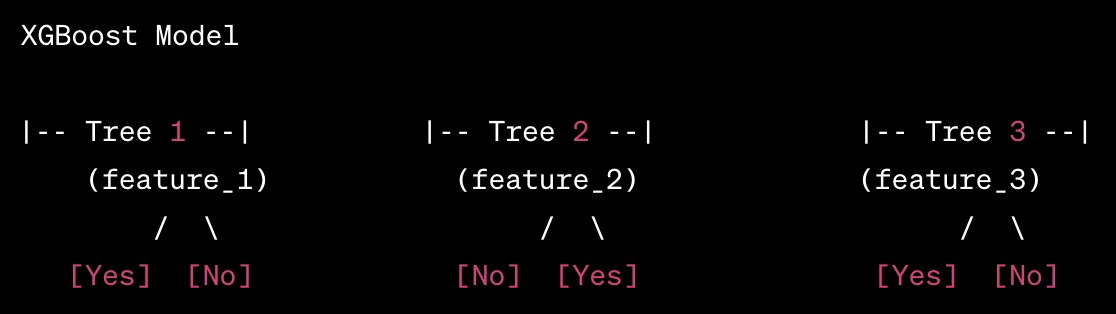 XGBoost Model
|-- Tree 1 --| |-- Tree 2 --| |-- Tree 3 --|
(feature_1) (feature_2) (feature_3)
/ \ / \ / \
[Yes] [No] [No] [Yes] [Yes] [No]